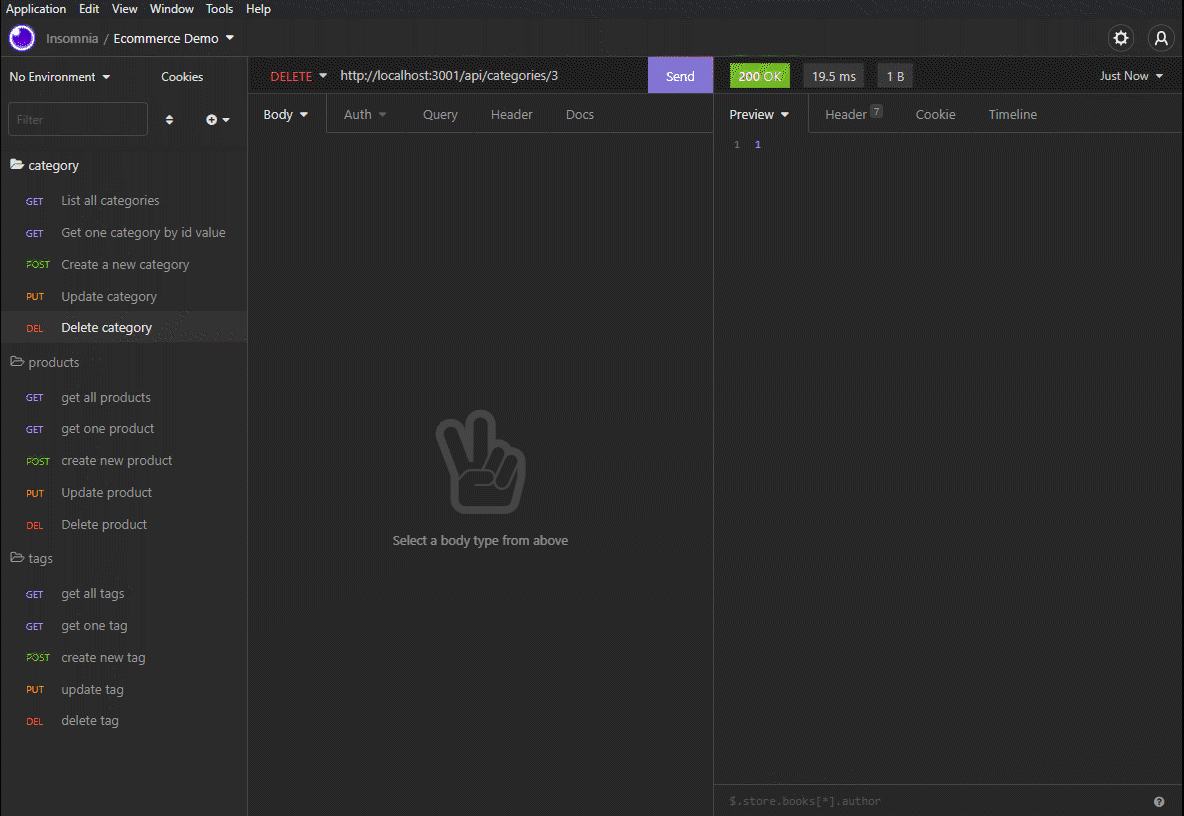 Application Edit View Window Tools Help
Insomnia / Ecommerce Demo
No Environment Cookies
DELETE http://localhost:3001/api/categories/3 Send
200 OK 19.5 ms 1 B Just Now
Filter
Body Auth Query Header Docs
Preview Header 7 Cookie Timeline
1 1
category
GET List all categories
GET Get one category by id value
POST Create a new category
PUT Update category
DEL Delete category
products
GET get all products
GET get one product
POST create new product
PUT Update product
DEL Delete product
tags
GET get all tags
GET get one tag
POST create new tag
PUT update tag
DEL delete tag
Select a body type from above
$.store.books[*].author ?